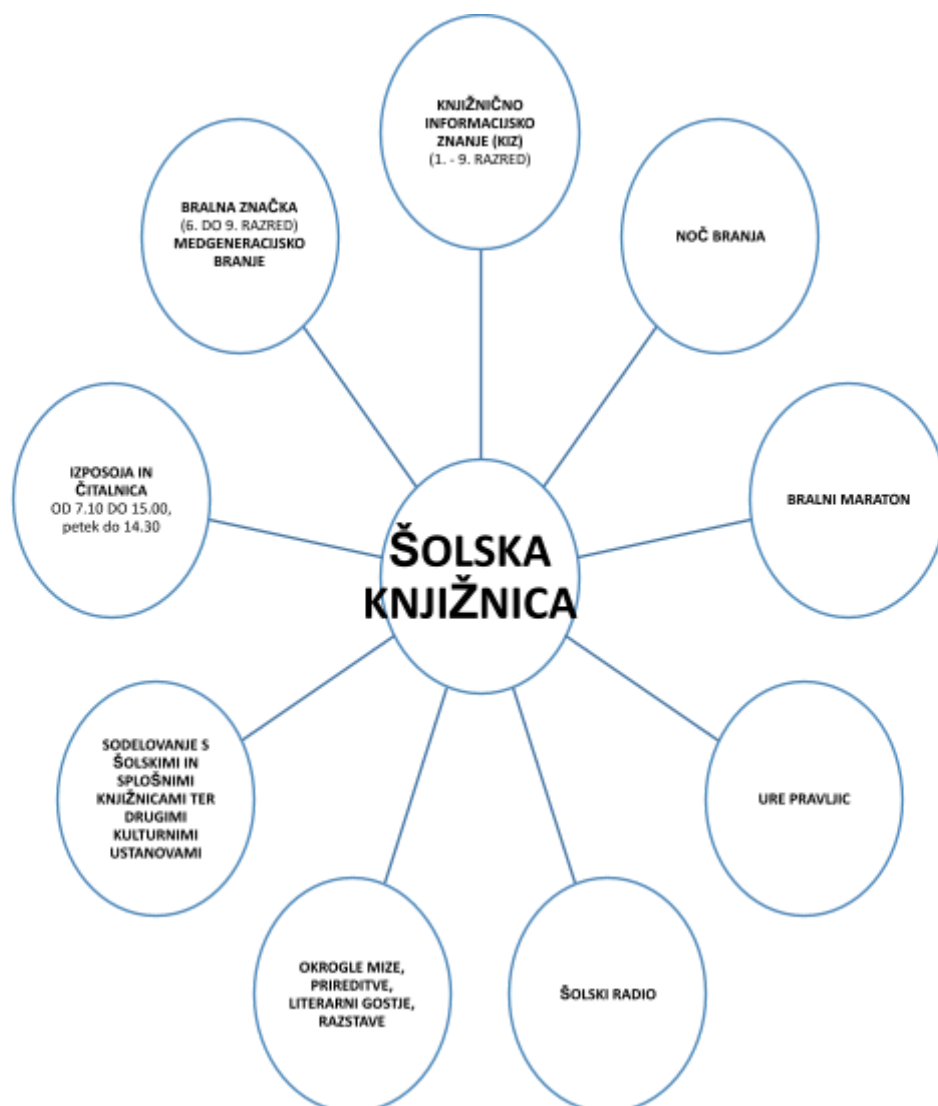 KNJIŽNIČNO
INFORMACIJSKO
ZNANJE (KIZ)
(1. - 9. RAZRED)
NOČ BRANJA
BRALNI MARATON
URE PRAVLJIC
ŠOLSKI RADIO
OKROGLE MIZE,
PRIREDITVE,
LITERARNI GOSTJE,
RAZSTAVE
SODELOVANJE S
ŠOLSKIMI IN
SPLOŠNIMI
KNJIŽNICAMI TER
DRUGIMI
KULTURNIMI
USTANOVAMI
IZPOSOJA IN
ČITALNICA
OD 7.10 DO 15.00,
petek do 14.30
BRALNA ZNAČKA
(6. DO 9. RAZRED)
MEDGENERACIJSKO
BRANJE
ŠOLSKA
KNJIŽNICA